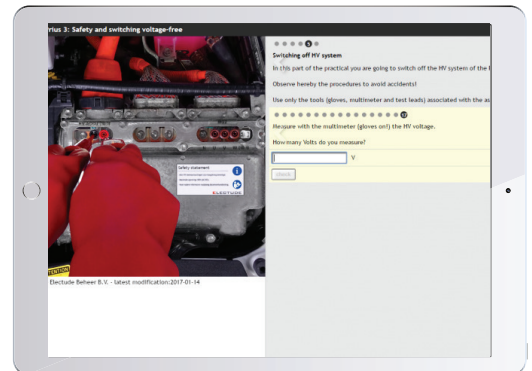 rrius 3: Safety and switching voltage-free
5
Switching off HV system
In this part of the practical you are going to switch off the HV system of the
Observe hereby the procedures to avoid accidents!
Use only the tools (gloves, multimeter and test leads) associated with the as
Measure with the multimeter (gloves on!) the HV voltage.
How many Volts do you measure?
V
check
Safety statement
ELECTUDE
Electude Beheer B.V. - latest modification:2017-01-14